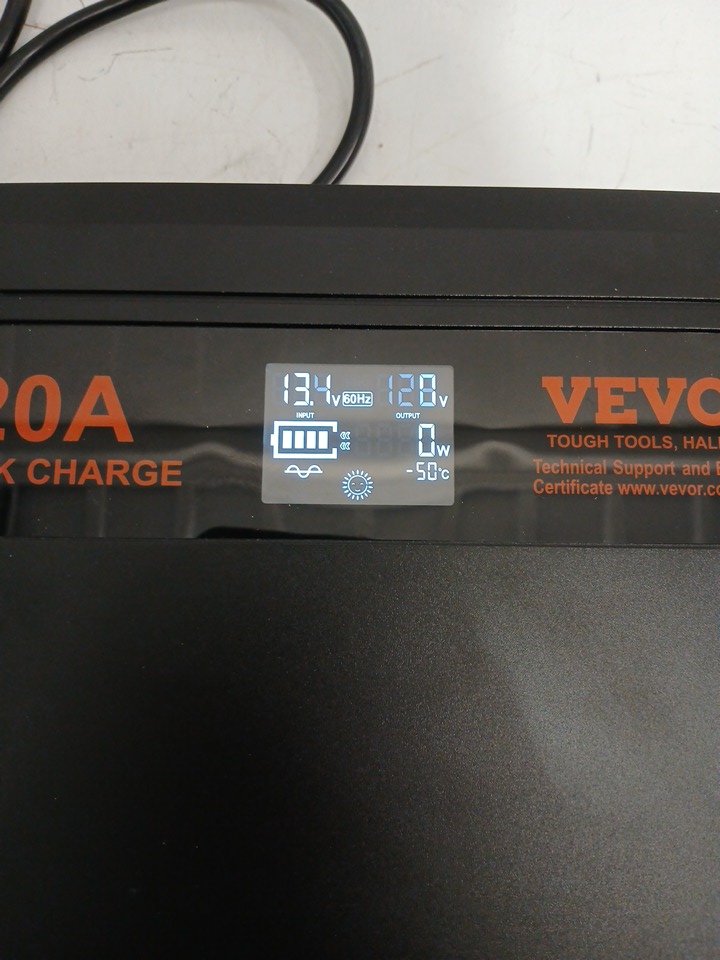 20A
K CHARGE
13.4V 60Hz 120V
INPUT OUTPUT
0W
-50°C
VEVO
TOUGH TOOLS, HAL
Technical Support and E
Certificate www.vevor.co